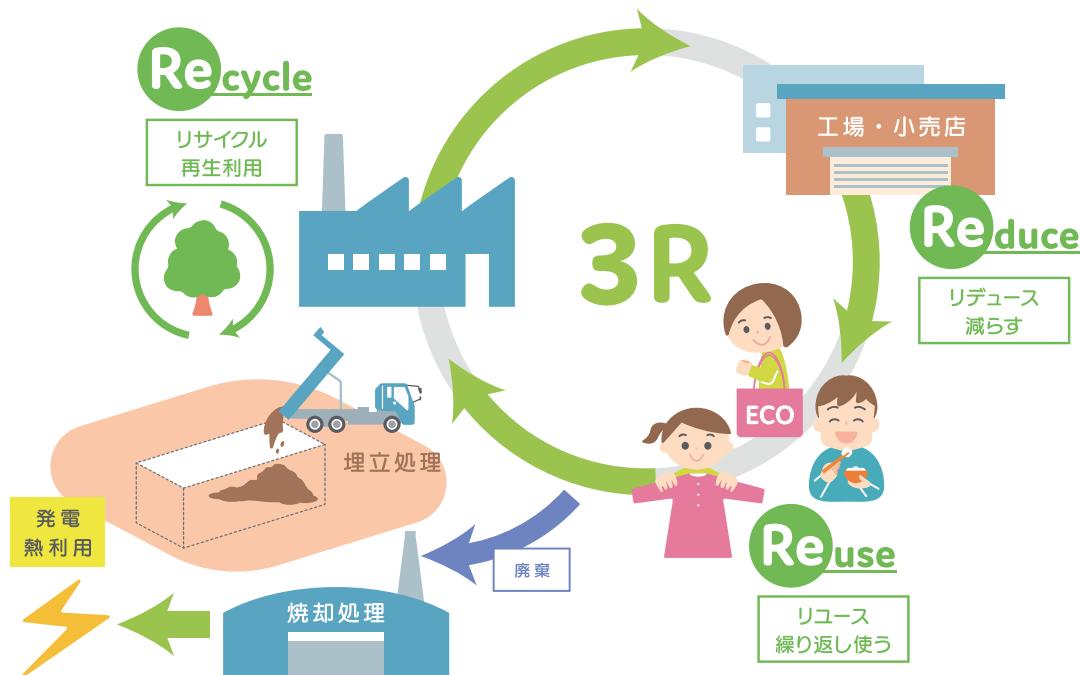 Recycle
リサイクル
再生利用
工場・小売店
3R
Reduce
リデュース
減らす
ECO
埋立処理
発電
熱利用
廃棄
焼却処理
Reuse
リユース
繰り返し使う